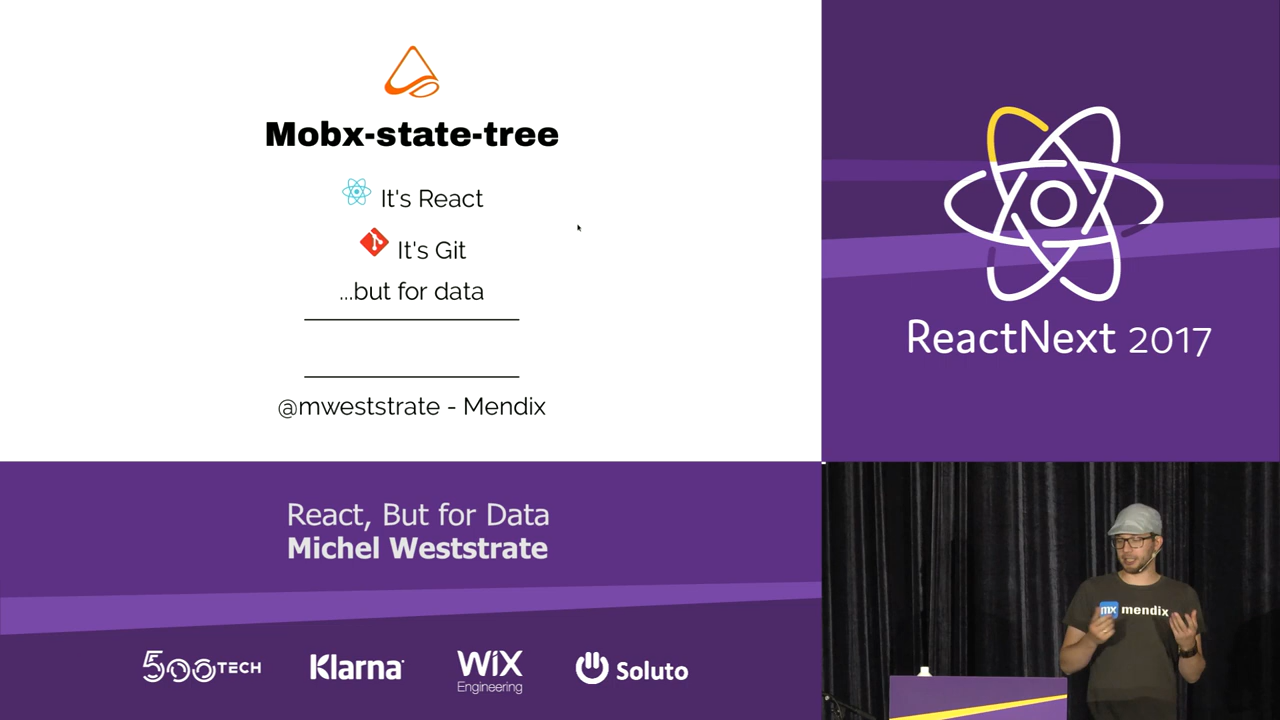 Mobx-state-tree
It's React
It's Git
...but for data
@mweststrate - Mendix
ReactNext 2017
React, But for Data
Michel Weststrate
500TECH
Klarna
WiX
Engineering
Soluto
mx mendix